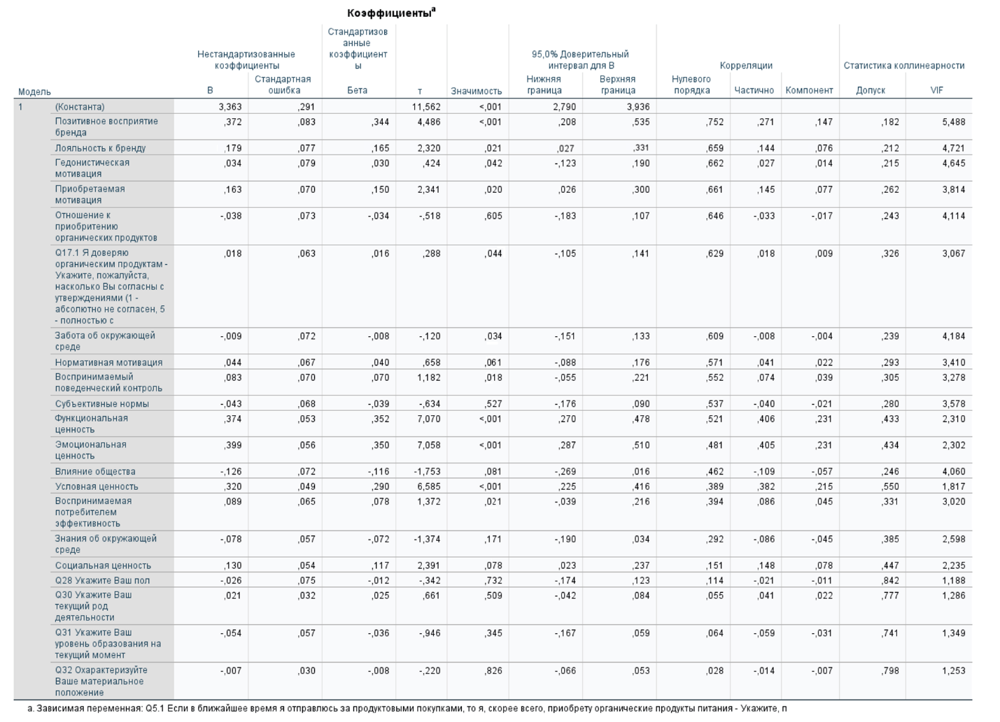 Коэффициентыª
Модель Нестандартизованные коэффициенты Стандартизованные коэффициенты т Значимость 95,0% Доверительный интервал для B Корреляции Статистика коллинеарности
B Стандартная ошибка Бета Нижняя граница Верхняя граница Нулевого порядка Частично Компонент Допуск VIF
1 (Константа) 3,363 ,291 11,562 <,001 2,790 3,936
Позитивное восприятие бренда ,372 ,083 ,344 4,486 <,001 ,208 ,535 ,752 ,271 ,147 ,182 5,488
Лояльность к бренду ,179 ,077 ,165 2,320 ,021 ,027 ,331 ,659 ,144 ,076 ,212 4,721
Гедонистическая мотивация ,034 ,079 ,030 ,424 ,042 -,123 ,190 ,662 ,027 ,014 ,215 4,645
Приобретаемая мотивация ,163 ,070 ,150 2,341 ,020 ,026 ,300 ,661 ,145 ,077 ,262 3,814
Отношение к приобритению органических продуктов -,038 ,073 -,034 -,518 ,605 -,183 ,107 ,646 -,033 -,017 ,243 4,114
Q17.1 Я доверяю органическим продуктам - Укажите, пожалуйста, насколько Вы согласны с утверждениями (1 - абсолютно не согласен, 5 - полностью с ,018 ,063 ,016 ,288 ,044 -,105 ,141 ,629 ,018 ,009 ,326 3,067
Забота об окружающей среде -,009 ,072 -,008 -,120 ,034 -,151 ,133 ,609 -,008 -,004 ,239 4,184
Нормативная мотивация ,044 ,067 ,040 ,658 ,061 -,088 ,176 ,571 ,041 ,022 ,293 3,410
Воспринимаемый поведенческий контроль ,083 ,070 ,070 1,182 ,018 -,055 ,221 ,552 ,074 ,039 ,305 3,278
Субъективные нормы -,043 ,068 -,039 -,634 ,527 -,176 ,090 ,537 -,040 -,021 ,280 3,578
Функциональная ценность ,374 ,053 ,352 7,070 <,001 ,270 ,478 ,521 ,406 ,231 ,433 2,310
Эмоциональная ценность ,399 ,056 ,350 7,058 <,001 ,287 ,510 ,481 ,405 ,231 ,434 2,302
Влияние общества -,126 ,072 -,116 -1,753 ,081 -,269 ,016 ,462 -,109 -,057 ,246 4,060
Условная ценность ,320 ,049 ,290 6,585 <,001 ,225 ,416 ,389 ,382 ,215 ,550 1,817
Воспринимаемая потребителем эффективность ,089 ,065 ,078 1,372 ,021 -,039 ,216 ,394 ,086 ,045 ,331 3,020
Знания об окружающей среде -,078 ,057 -,072 -1,374 ,171 -,190 ,034 ,292 -,086 -,045 ,385 2,598
Социальная ценность ,130 ,054 ,117 2,391 ,078 ,023 ,237 ,151 ,148 ,078 ,447 2,235
Q28 Укажите Ваш пол -,026 ,075 -,012 -,342 ,732 -,174 ,123 ,114 -,021 -,011 ,842 1,188
Q30 Укажите Ваш текущий род деятельности ,021 ,032 ,025 ,661 ,509 -,042 ,084 ,055 ,041 ,022 ,777 1,286
Q31 Укажите Ваш уровень образования на текущий момент -,054 ,057 -,036 -,946 ,345 -,167 ,059 ,064 -,059 -,031 ,741 1,349
Q32 Охарактеризуйте Ваше материальное положение -,007 ,030 -,008 -,220 ,826 -,066 ,053 ,028 -,014 -,007 ,798 1,253
a. Зависимая переменная: Q5.1 Если в ближайшее время я отправлюсь за продуктовыми покупками, то я, скорее всего, приобрету органические продукты питания - Укажите, п